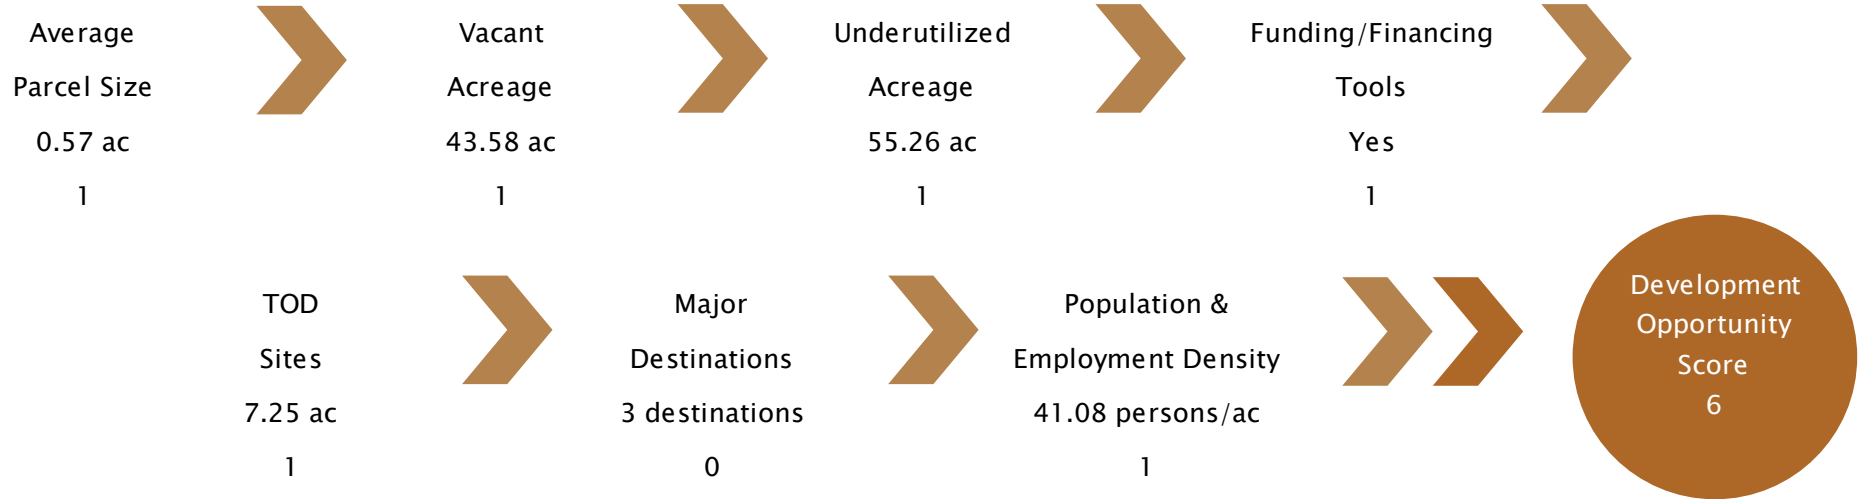 Average
Parcel Size
0.57 ac
1
Vacant
Acreage
43.58 ac
1
Underutilized
Acreage
55.26 ac
1
Funding/Financing
Tools
Yes
1
TOD
Sites
7.25 ac
1
Major
Destinations
3 destinations
0
Population &
Employment Density
41.08 persons/ac
1
Development
Opportunity
Score
6